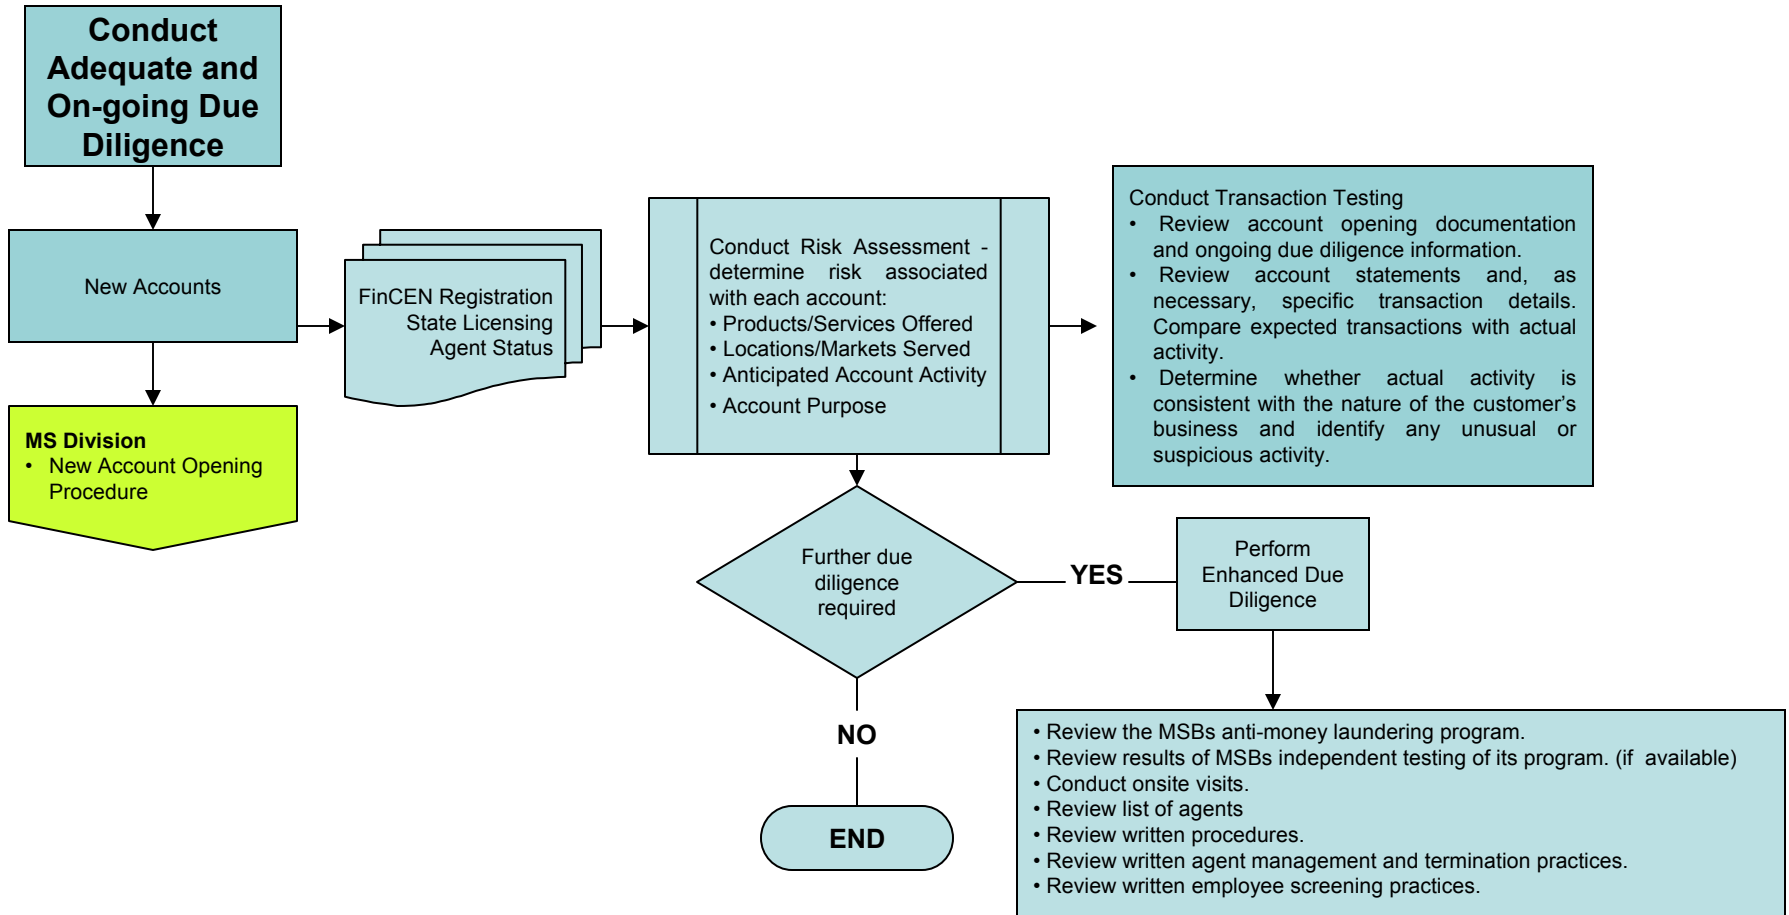 Conduct
Adequate and
On-going Due
Diligence
New Accounts
MS Division
• New Account Opening
Procedure
FinCEN Registration
State Licensing
Agent Status
Conduct Risk Assessment -
determine risk associated
with each account:
• Products/Services Offered
• Locations/Markets Served
• Anticipated Account Activity
• Account Purpose
Conduct Transaction Testing
• Review account opening documentation
and ongoing due diligence information.
• Review account statements and, as
necessary, specific transaction details.
Compare expected transactions with actual
activity.
• Determine whether actual activity is
consistent with the nature of the customer’s
business and identify any unusual or
suspicious activity.
Further due
diligence
required
YES
Perform
Enhanced Due
Diligence
NO
END
• Review the MSBs anti-money laundering program.
• Review results of MSBs independent testing of its program. (if available)
• Conduct onsite visits.
• Review list of agents
• Review written procedures.
• Review written agent management and termination practices.
• Review written employee screening practices.